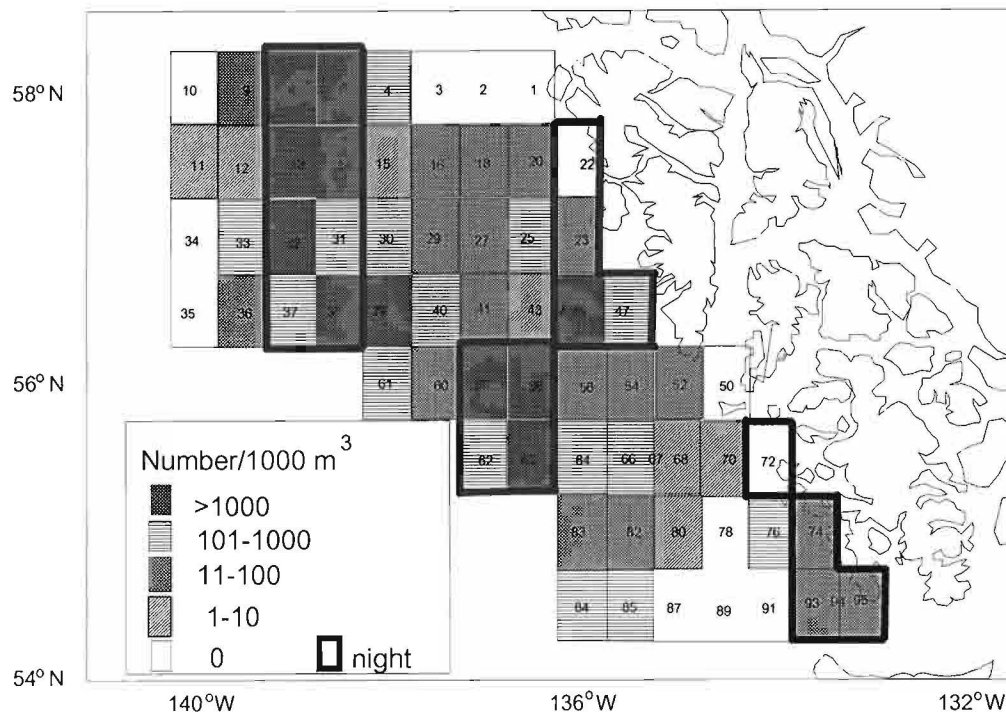 58° N
10 9 4 3 2 1
11 12 13 15 16 18 20 22
34 33 32 31 30 29 27 25 23
35 36 37 39 40 41 43 47
56° N
61 60 56 54 52 50
62 64 66 67 68 70 72
83 82 80 78 76 74
84 85 87 89 91 93 94 95
Number/1000 m³
>1000
101-1000
11-100
1-10
0 night
54° N
140°W 136°W 132°W